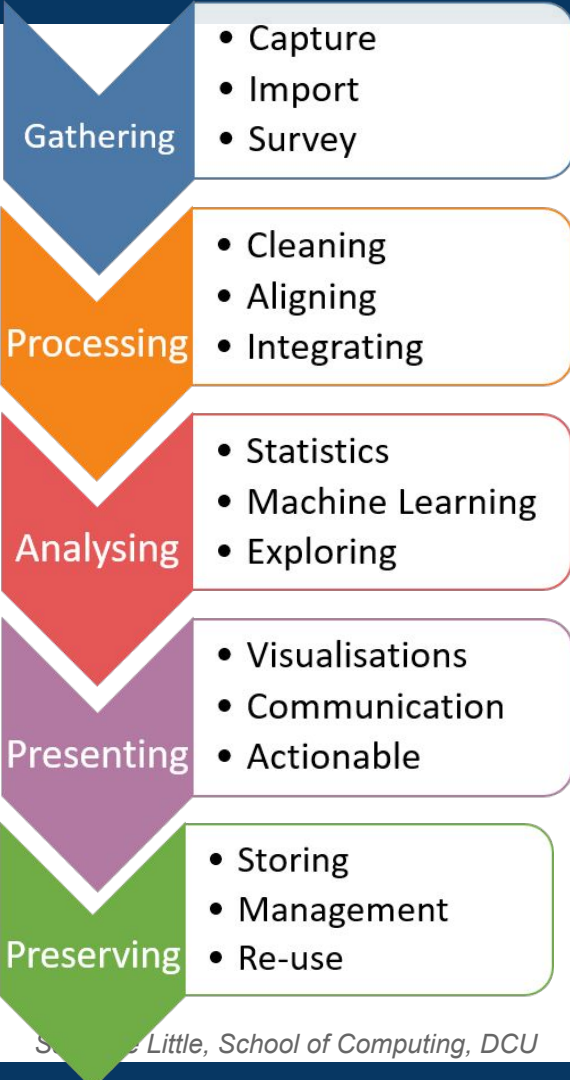 Gathering
• Capture
• Import
• Survey
Processing
• Cleaning
• Aligning
• Integrating
Analysing
• Statistics
• Machine Learning
• Exploring
Presenting
• Visualisations
• Communication
• Actionable
Preserving
• Storing
• Management
• Re-use
Little, School of Computing, DCU